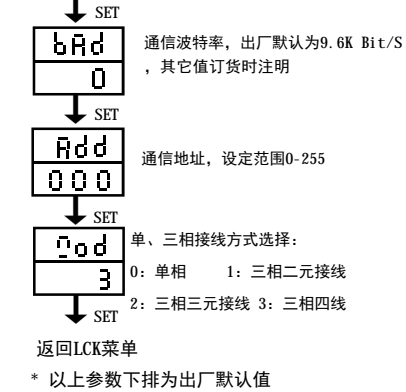 SET
bAd
通信波特率，出厂默认为9.6K Bit/S
0
，其它值订货时注明
SET
Add
通信地址，设定范围0-255
000
SET
单、三相接线方式选择：
nod
0：单相 1：三相二元接线
3
2：三相三元接线 3：三相四线
SET
返回LCK菜单
* 以上参数下排为出厂默认值